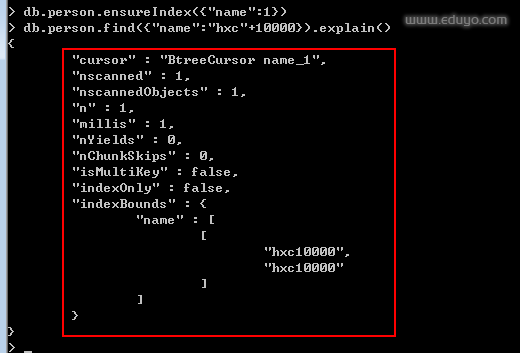 www.eduyo.com
> db.person.ensureIndex({"name":1})
> db.person.find({"name":"hxc"+10000}).explain()
{
        "cursor" : "BtreeCursor name_1",
        "nscanned" : 1,
        "nscannedObjects" : 1,
        "n" : 1,
        "millis" : 1,
        "nYields" : 0,
        "nChunkSkips" : 0,
        "isMultiKey" : false,
        "indexOnly" : false,
        "indexBounds" : {
                "name" : [
                        [
                                "hxc10000",
                                "hxc10000"
                        ]
                ]
        }
}
> _